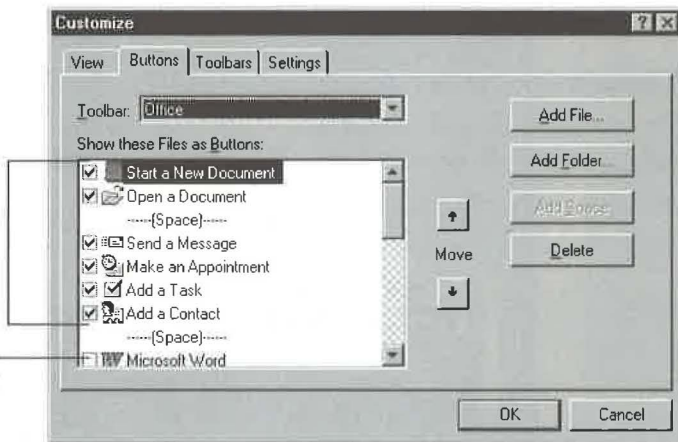 Customize
View Buttons Toolbars Settings
Toolbar: Office
Show these Files as Buttons:
Start a New Document
Open a Document
-----(Space)-----
Send a Message
Make an Appointment
Add a Task
Add a Contact
-----(Space)-----
Microsoft Word
Move
Add File...
Add Folder...
Add Space
Delete
OK Cancel